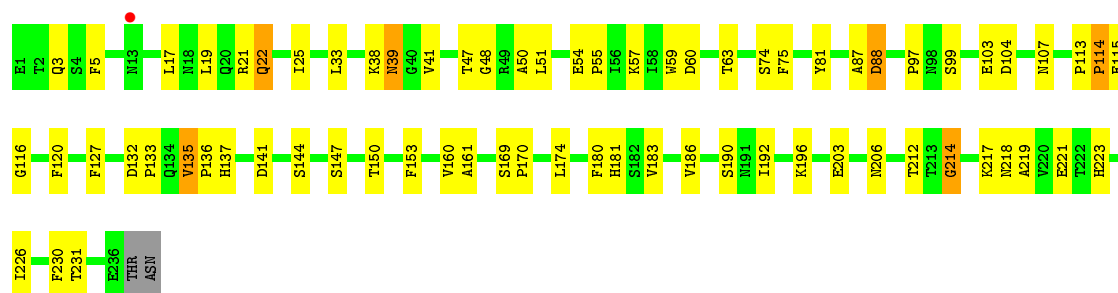 E1 T2 Q3 S4 F5 N13 L17 N18 L19 Q20 R21 Q22 I25 L33 K38 N39 G40 V41 T47 G48 R49 A50 L51 E54 P55 I56 K57 I58 W59 D60 T63 S74 F75 Y81 A87 D88 P97 N98 S99 E103 D104 N107 P113 P114
G116 F120 F127 D132 P133 Q134 V135 P136 H137 D141 S144 S147 T150 F153 V160 A161 S169 P170 L174 F180 H181 S182 V183 V186 S190 N191 I192 K196 E203 N206 T212 T213 G214 K217 N218 A219 V220 E221 T222 H223
I226 F230 T231 E236 THR ASN